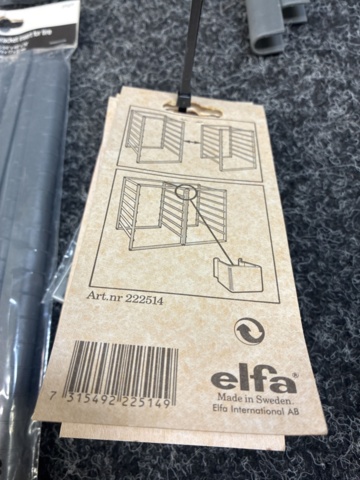 Art.nr 222514
7 315492 225149
elfa®
Made in Sweden.
Elfa International AB